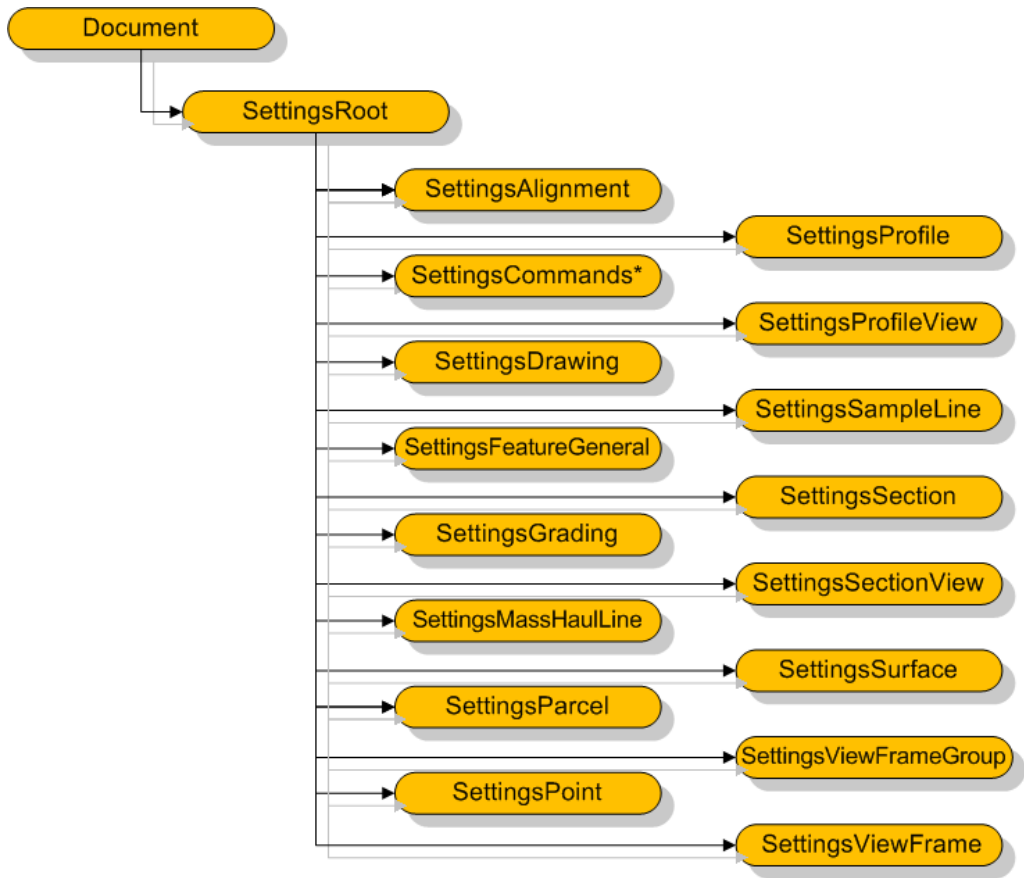 Document
SettingsRoot
SettingsAlignment
SettingsProfile
SettingsCommands*
SettingsProfileView
SettingsDrawing
SettingsSampleLine
SettingsFeatureGeneral
SettingsSection
SettingsGrading
SettingsSectionView
SettingsMassHaulLine
SettingsSurface
SettingsParcel
SettingsViewFrameGroup
SettingsPoint
SettingsViewFrame